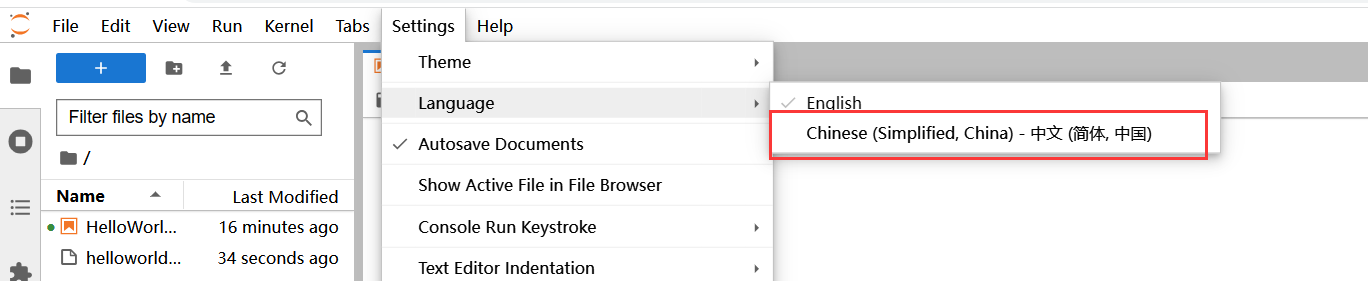 File Edit View Run Kernel Tabs Settings Help
Theme
Filter files by name
Language
English
Chinese (Simplified, China) - 中文 (简体, 中国)
Autosave Documents
/
Show Active File in File Browser
Name Last Modified
HelloWorl... 16 minutes ago
Console Run Keystroke
helloworld... 34 seconds ago
Text Editor Indentation